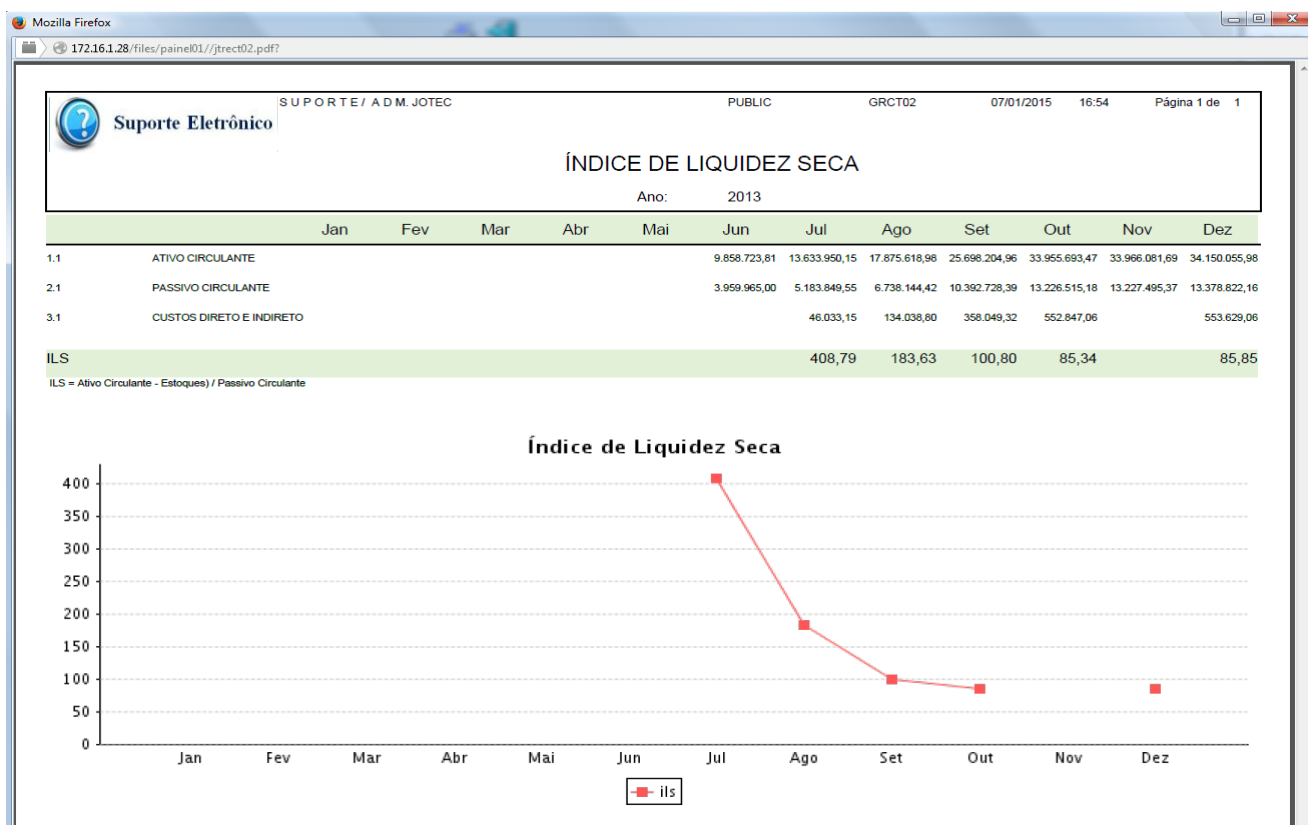 Mozilla Firefox
172.16.1.28/files/painel01//jtrect02.pdf?
SUPORTE/ ADM. JOTEC PUBLIC GRCT02 07/01/2015 16:54 Página 1 de 1
Suporte Eletrônico
ÍNDICE DE LIQUIDEZ SECA
Ano: 2013
Jan Fev Mar Abr Mai Jun Jul Ago Set Out Nov Dez
1.1 ATIVO CIRCULANTE 9.858.723,81 13.633.950,15 17.875.618,98 25.698.204,96 33.955.693,47 33.966.081,69 34.150.055,98
2.1 PASSIVO CIRCULANTE 3.959.965,00 5.183.849,55 6.738.144,42 10.392.728,39 13.226.515,18 13.227.495,37 13.378.822,16
3.1 CUSTOS DIRETO E INDIRETO 46.033,15 134.038,80 358.049,32 552.847,06 553.629,06
ILS 408,79 183,63 100,80 85,34 85,85
ILS = Ativo Circulante - Estoques) / Passivo Circulante
Índice de Liquidez Seca
400
350
300
250
200
150
100
50
0
Jan Fev Mar Abr Mai Jun Jul Ago Set Out Nov Dez
ils